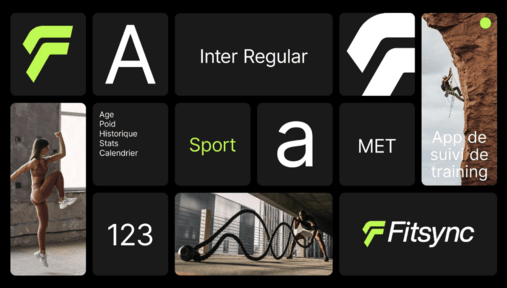 A
Inter Regular
App de
suivi de
training
Age
Poid
Historique
Stats
Calendrier
Sport
a
MET
123
Fitsync